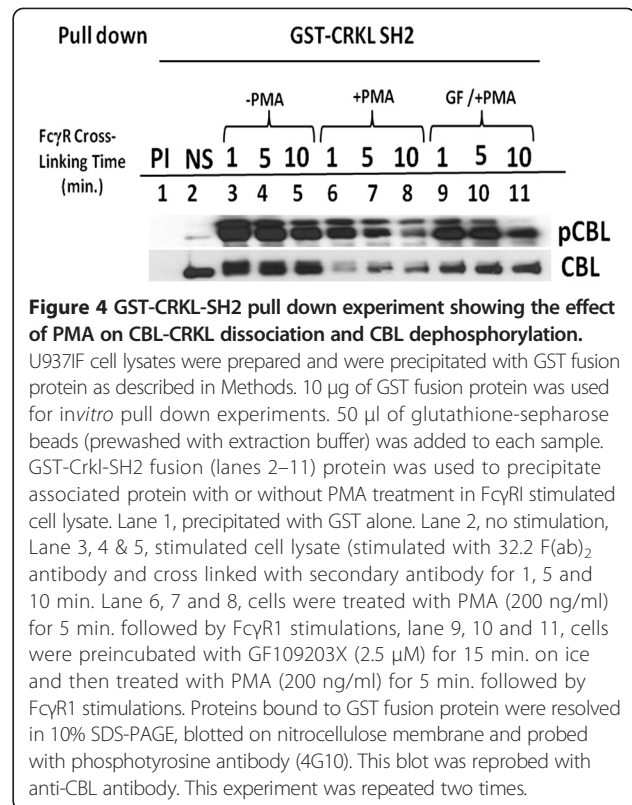 Pull down GST-CRKL SH2
-PMA +PMA GF /+PMA
FcγR Cross-
Linking Time
(min.)
PI NS 1 5 10 1 5 10 1 5 10
1 2 3 4 5 6 7 8 9 10 11
pCBL
CBL
Figure 4 GST-CRKL-SH2 pull down experiment showing the effect
of PMA on CBL-CRKL dissociation and CBL dephosphorylation.
U937IF cell lysates were prepared and were precipitated with GST fusion
protein as described in Methods. 10 μg of GST fusion protein was used
for invitro pull down experiments. 50 μl of glutathione-sepharose
beads (prewashed with extraction buffer) was added to each sample.
GST-Crkl-SH2 fusion (lanes 2–11) protein was used to precipitate
associated protein with or without PMA treatment in FcγRI stimulated
cell lysate. Lane 1, precipitated with GST alone. Lane 2, no stimulation,
Lane 3, 4 & 5, stimulated cell lysate (stimulated with 32.2 F(ab)2
antibody and cross linked with secondary antibody for 1, 5 and
10 min. Lane 6, 7 and 8, cells were treated with PMA (200 ng/ml)
for 5 min. followed by FcγR1 stimulations, lane 9, 10 and 11, cells
were preincubated with GF109203X (2.5 μM) for 15 min. on ice
and then treated with PMA (200 ng/ml) for 5 min. followed by
FcγR1 stimulations. Proteins bound to GST fusion protein were resolved
in 10% SDS-PAGE, blotted on nitrocellulose membrane and probed
with phosphotyrosine antibody (4G10). This blot was reprobed with
anti-CBL antibody. This experiment was repeated two times.